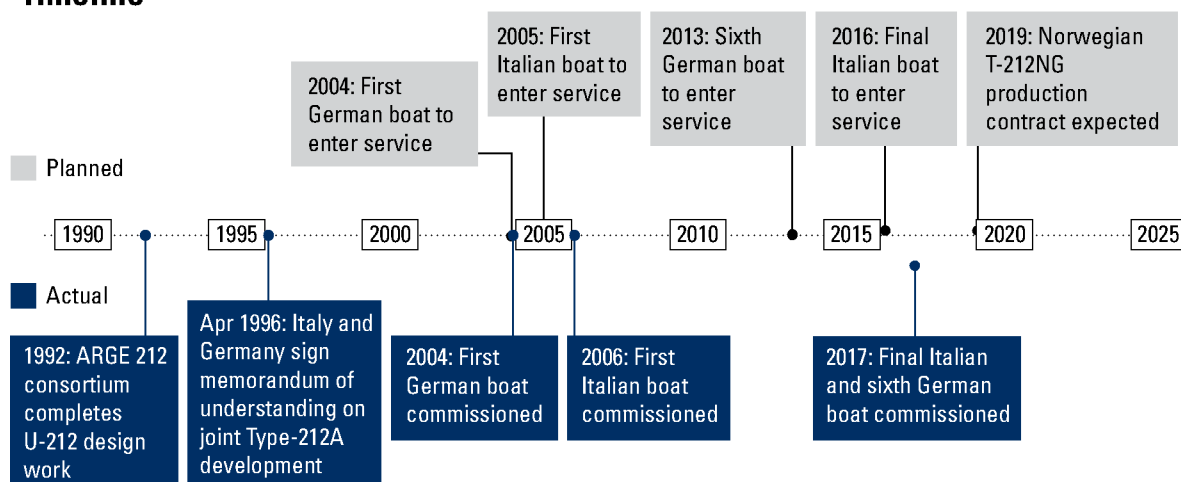 Timeline
2004: First
German boat to
enter service
2005: First
Italian boat to
enter service
2013: Sixth
German boat
to enter
service
2016: Final
Italian boat
to enter
service
2019: Norwegian
T-212NG
production
contract expected
Planned
1990
1995
2000
2005
2010
2015
2020
2025
Actual
1992: ARGE 212
consortium
completes
U-212 design
work
Apr 1996: Italy and
Germany sign
memorandum of
understanding on
joint Type-212A
development
2004: First
German boat
commissioned
2006: First
Italian boat
commissioned
2017: Final Italian
and sixth German
boat commissioned